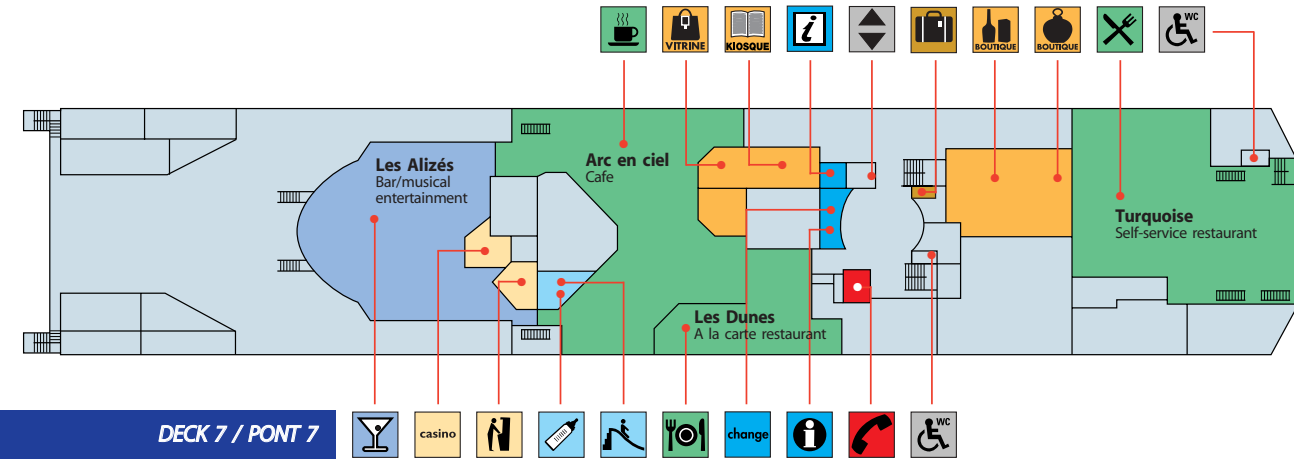 WC
VITRINE
KIOSQUE
i
BOUTIQUE
BOUTIQUE
Les Alizés
Bar/musical
entertainment
Arc en ciel
Cafe
Turquoise
Self-service restaurant
Les Dunes
A la carte restaurant
DECK 7 / PONT 7
casino
change
i
WC